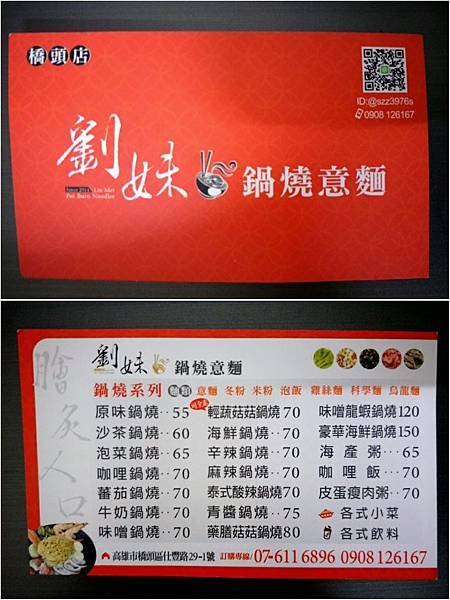 橋頭店
ID:@szz3976s
0908 126167
劉妹 鍋燒意麵
Since 2014 Liu Mei
Pot Burn Noodles
膾炙人口
劉妹 鍋燒意麵
鍋燒系列 麵類 意麵 冬粉 米粉 泡飯 雞絲麵 科學麵 烏龍麵
原味鍋燒‥55 輕蔬菇菇鍋燒70 味噌龍蝦鍋燒120
沙茶鍋燒‥60 海鮮鍋燒‥70 豪華海鮮鍋燒150
泡菜鍋燒‥65 辛辣鍋燒‥70 海產粥‥65
咖哩鍋燒‥70 麻辣鍋燒‥70 咖哩飯‥70
蕃茄鍋燒‥70 泰式酸辣鍋燒70 皮蛋瘦肉粥‥70
牛奶鍋燒‥70 青醬鍋燒‥75 各式小菜
味噌鍋燒‥70 藥膳菇菇鍋燒80 各式飲料
高雄市橋頭區仕豐路29-1號 訂購專線/ 07-611 6896 0908 126167